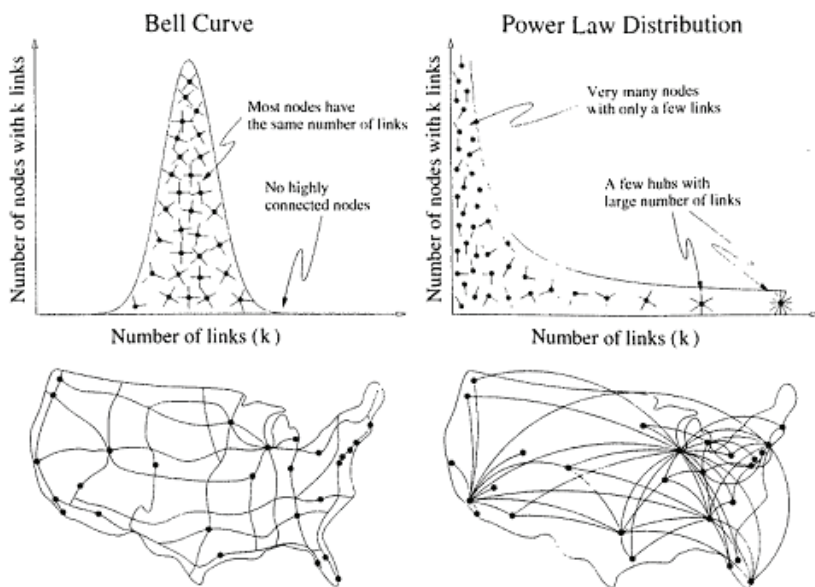 Bell Curve
Number of nodes with k links
Most nodes have
the same number of links
No highly
connected nodes
Number of links (k)
Power Law Distribution
Number of nodes with k links
Very many nodes
with only a few links
A few hubs with
large number of links
Number of links (k)